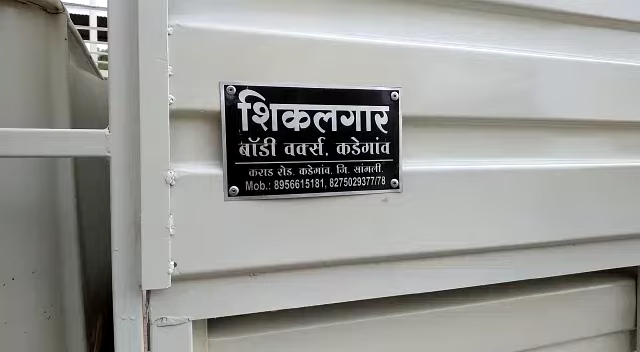 शिकलगार
बॉडी वर्क्स, कडेगांव
कराड रोड. कडेगांव, जि. सांगली.
Mob.: 8956615181, 8275029377/78